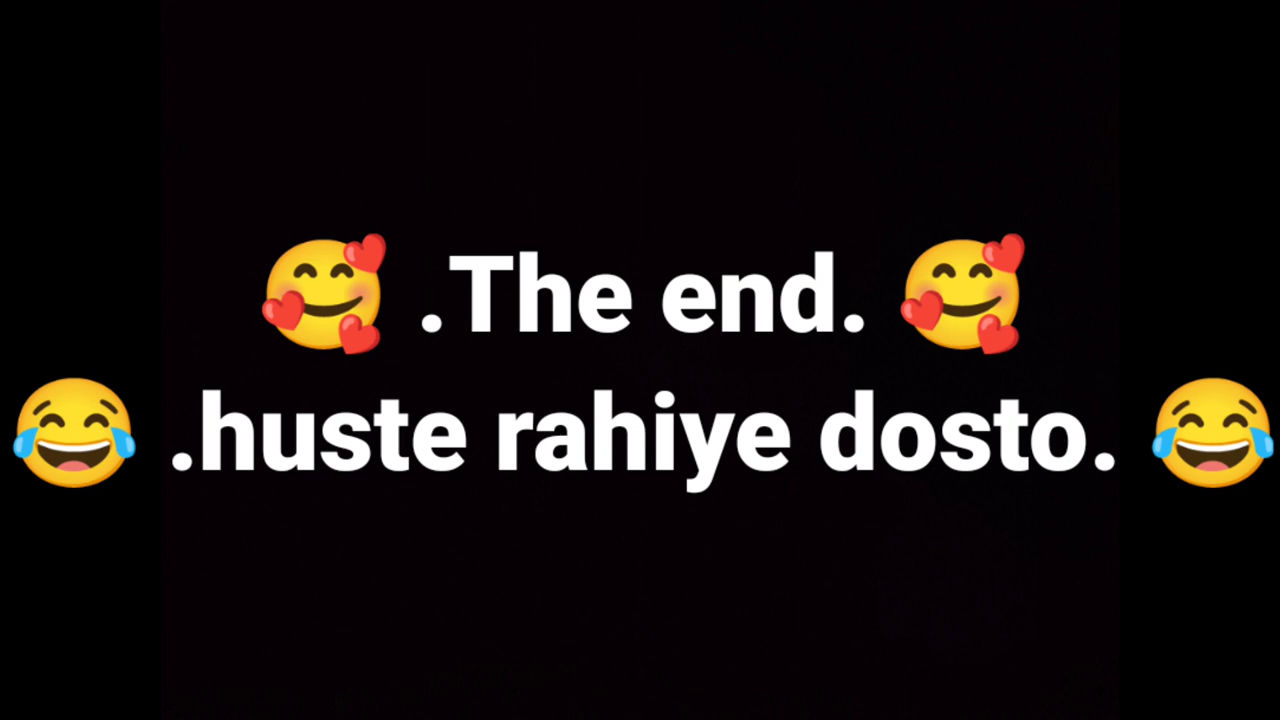 🥰 .The end. 🥰
😂 .huste rahiye dosto. 😂